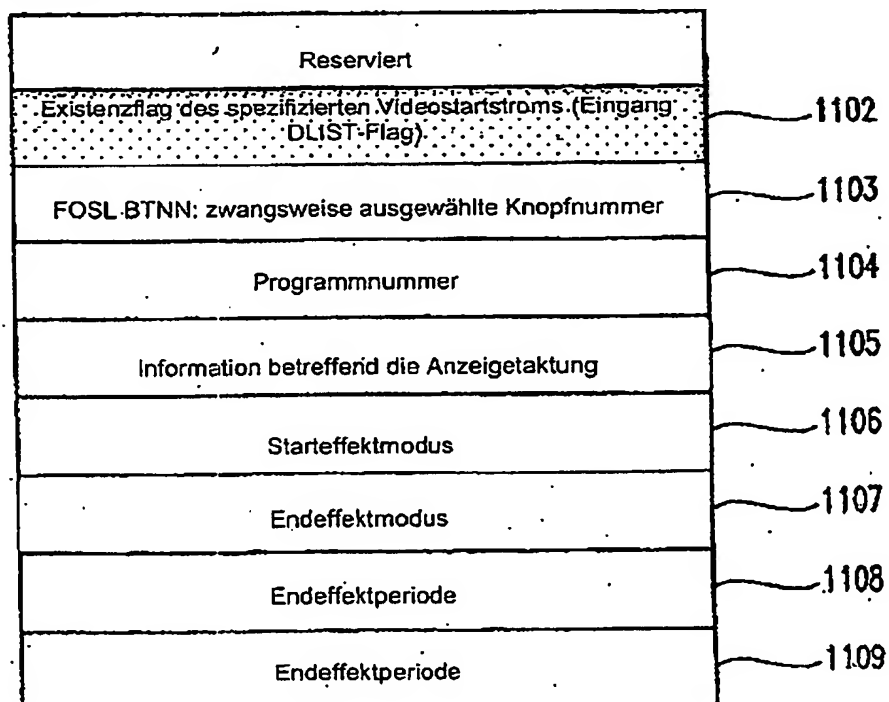 Reserviert
Existenzflag des spezifizierten Videostartstroms (Eingang
DLIST-Flag)
1102
FOSL BTNN: zwangsweise ausgewählte Knopfnummer
1103
Programmnummer
1104
Information betreffend die Anzeigetaktung
1105
Starteffektmodus
1106
Endeffektmodus
1107
Endeffektperiode
1108
Endeffektperiode
1109